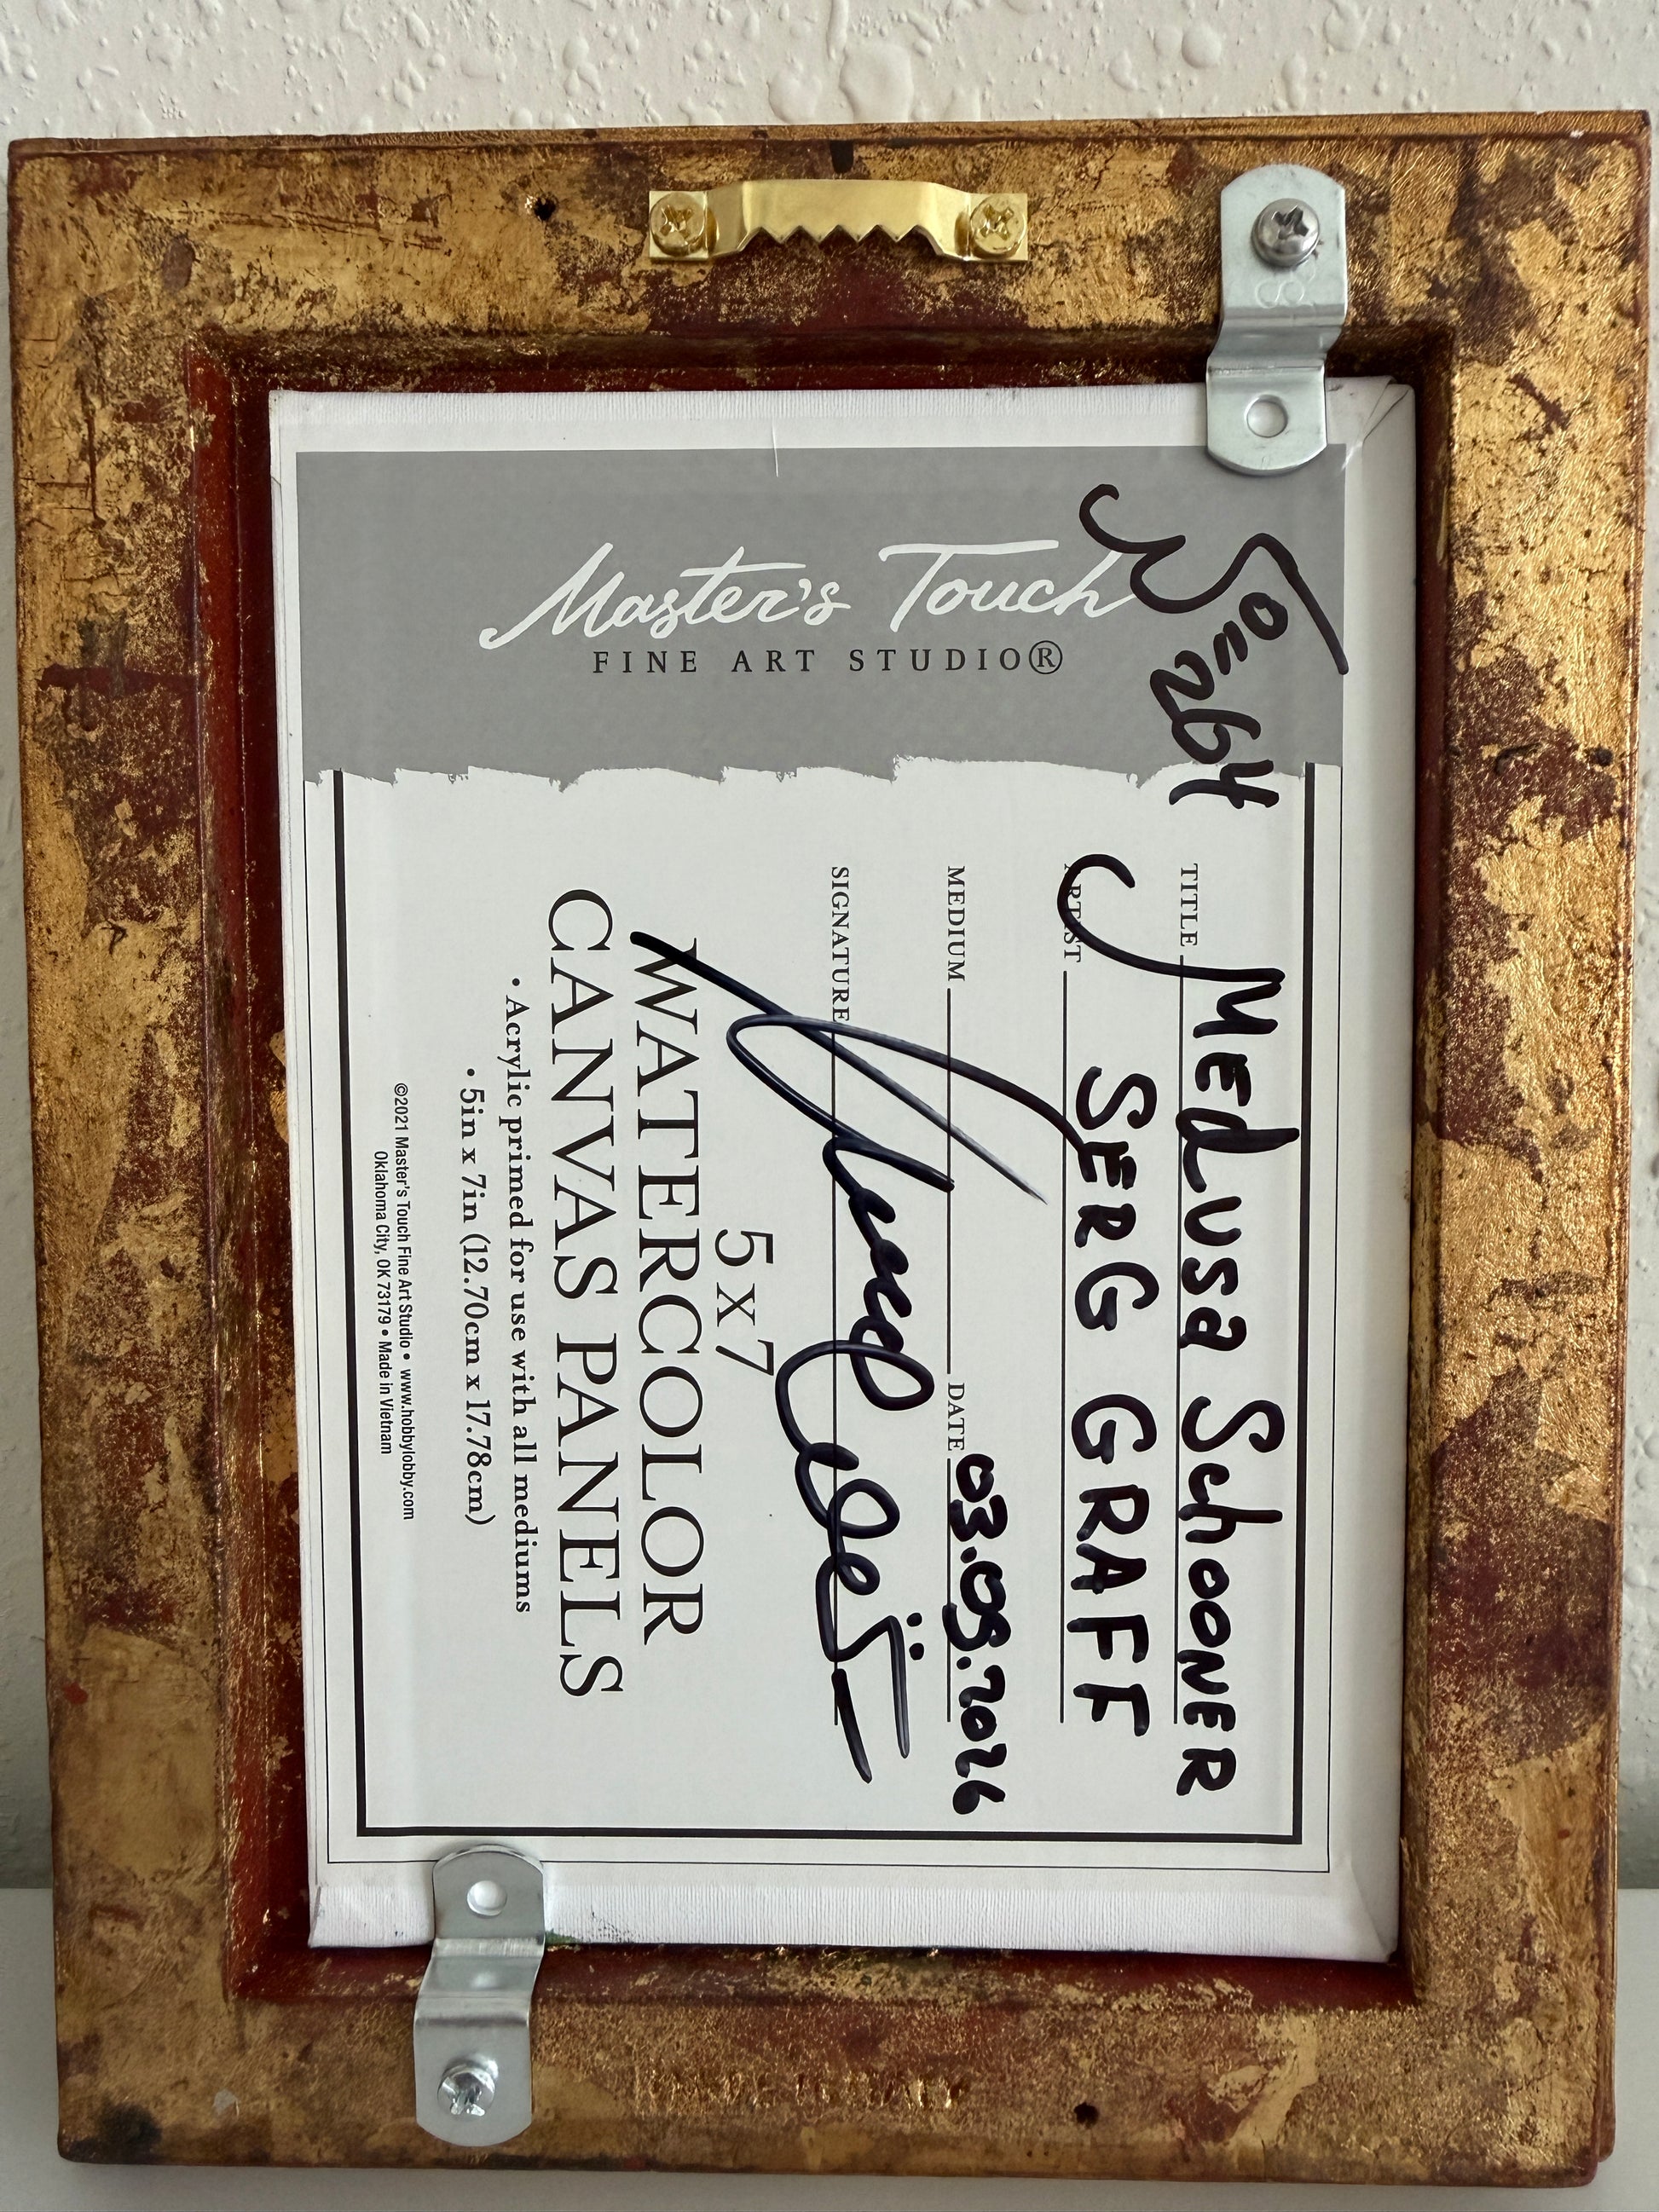 Master's Touch
FINE ART STUDIO®
№264
TITLE Medusa Schooner
ARTIST SERG GRAFF
MEDIUM DATE 03.05.2026
SIGNATURE
5 x 7
WATERCOLOR
CANVAS PANELS
• Acrylic primed for use with all mediums
• 5in x 7in (12.70cm x 17.78cm)
©2021 Master's Touch Fine Art Studio • www.hobbylobby.com
Oklahoma City, OK 73179 • Made in Vietnam
8